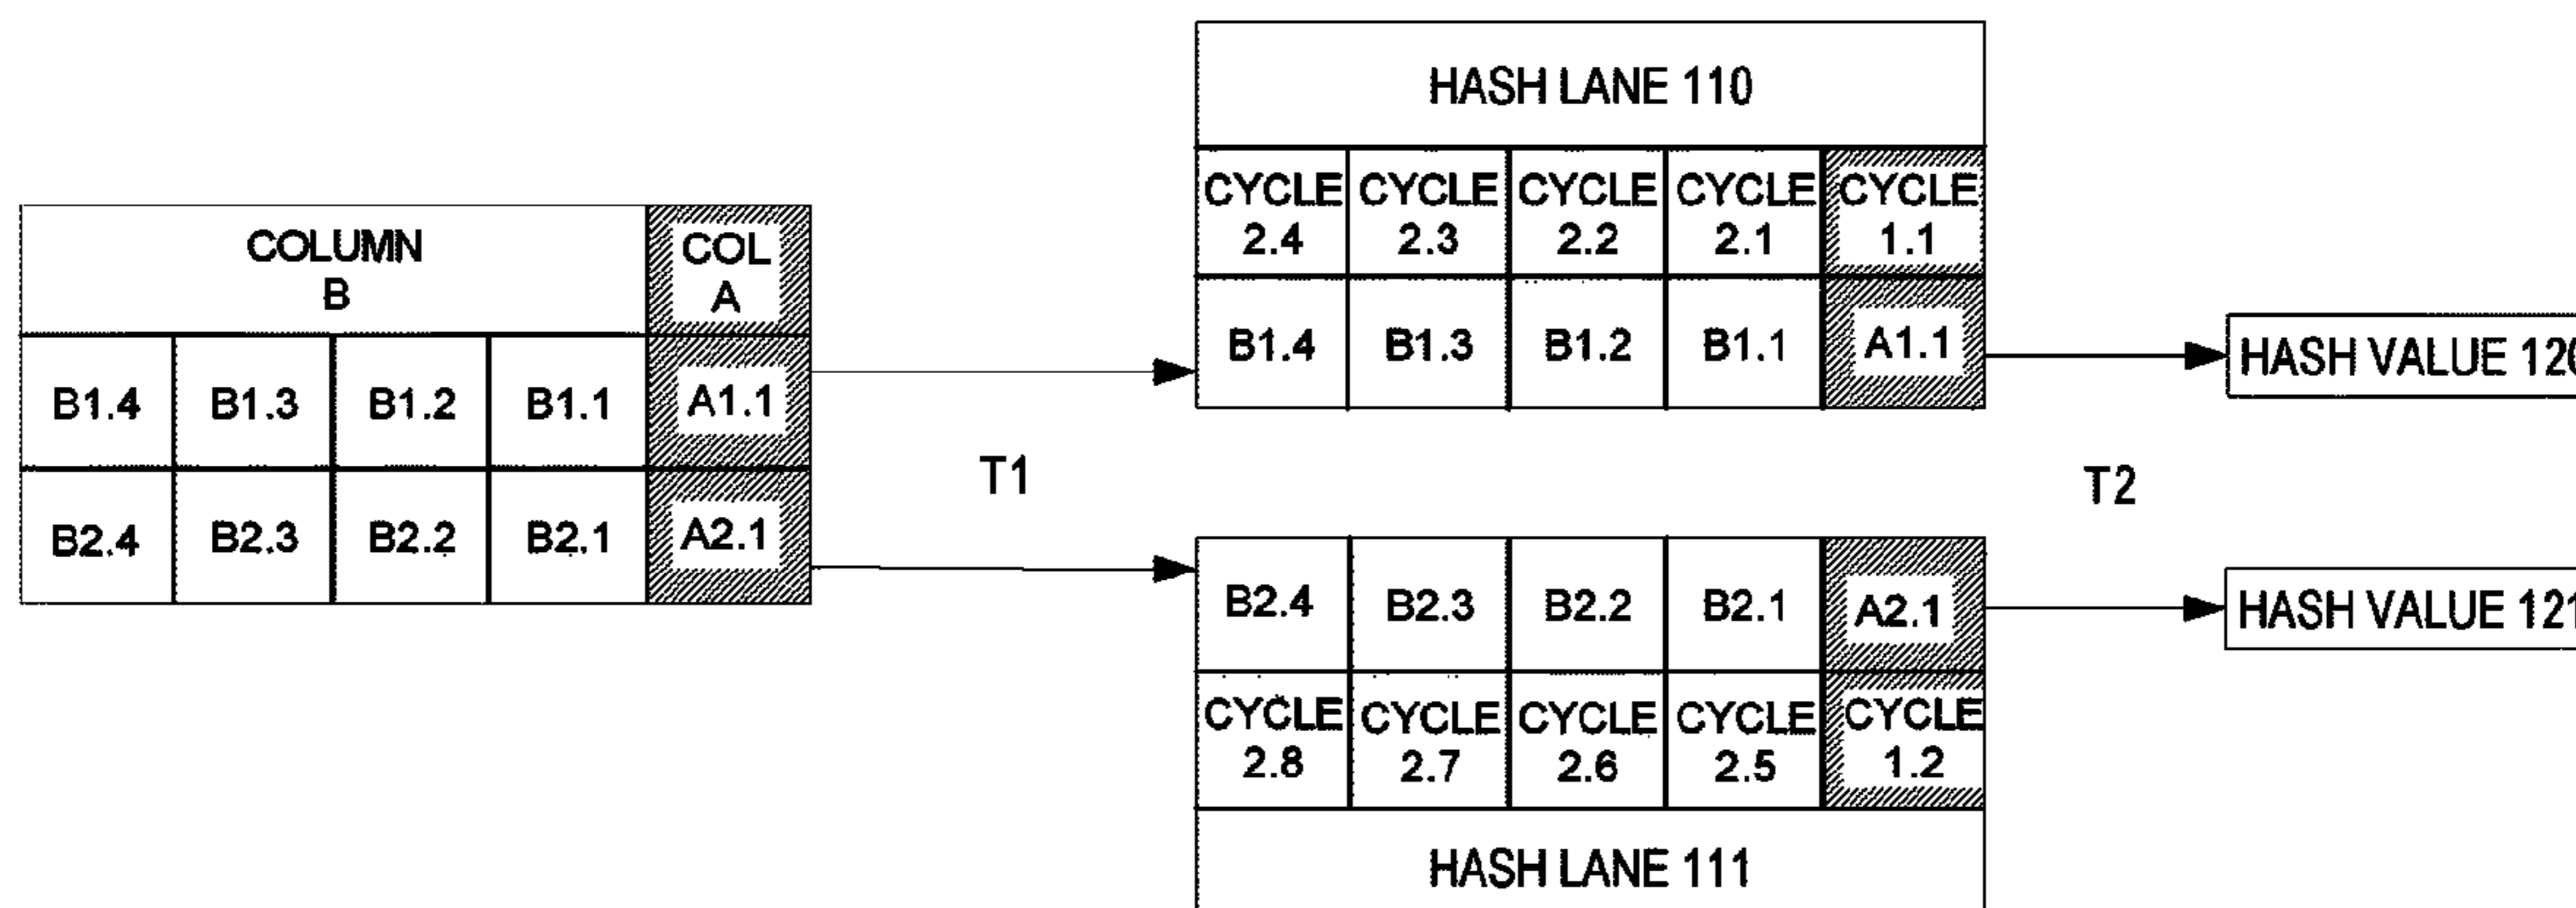 HASH LANE 110
CYCLE 2.4 CYCLE 2.3 CYCLE 2.2 CYCLE 2.1 CYCLE 1.1
B1.4 B1.3 B1.2 B1.1 A1.1
COLUMN B COL A
B1.4 B1.3 B1.2 B1.1 A1.1
B2.4 B2.3 B2.2 B2.1 A2.1
T1
T2
HASH VALUE 120
B2.4 B2.3 B2.2 B2.1 A2.1
CYCLE 2.8 CYCLE 2.7 CYCLE 2.6 CYCLE 2.5 CYCLE 1.2
HASH LANE 111
HASH VALUE 121